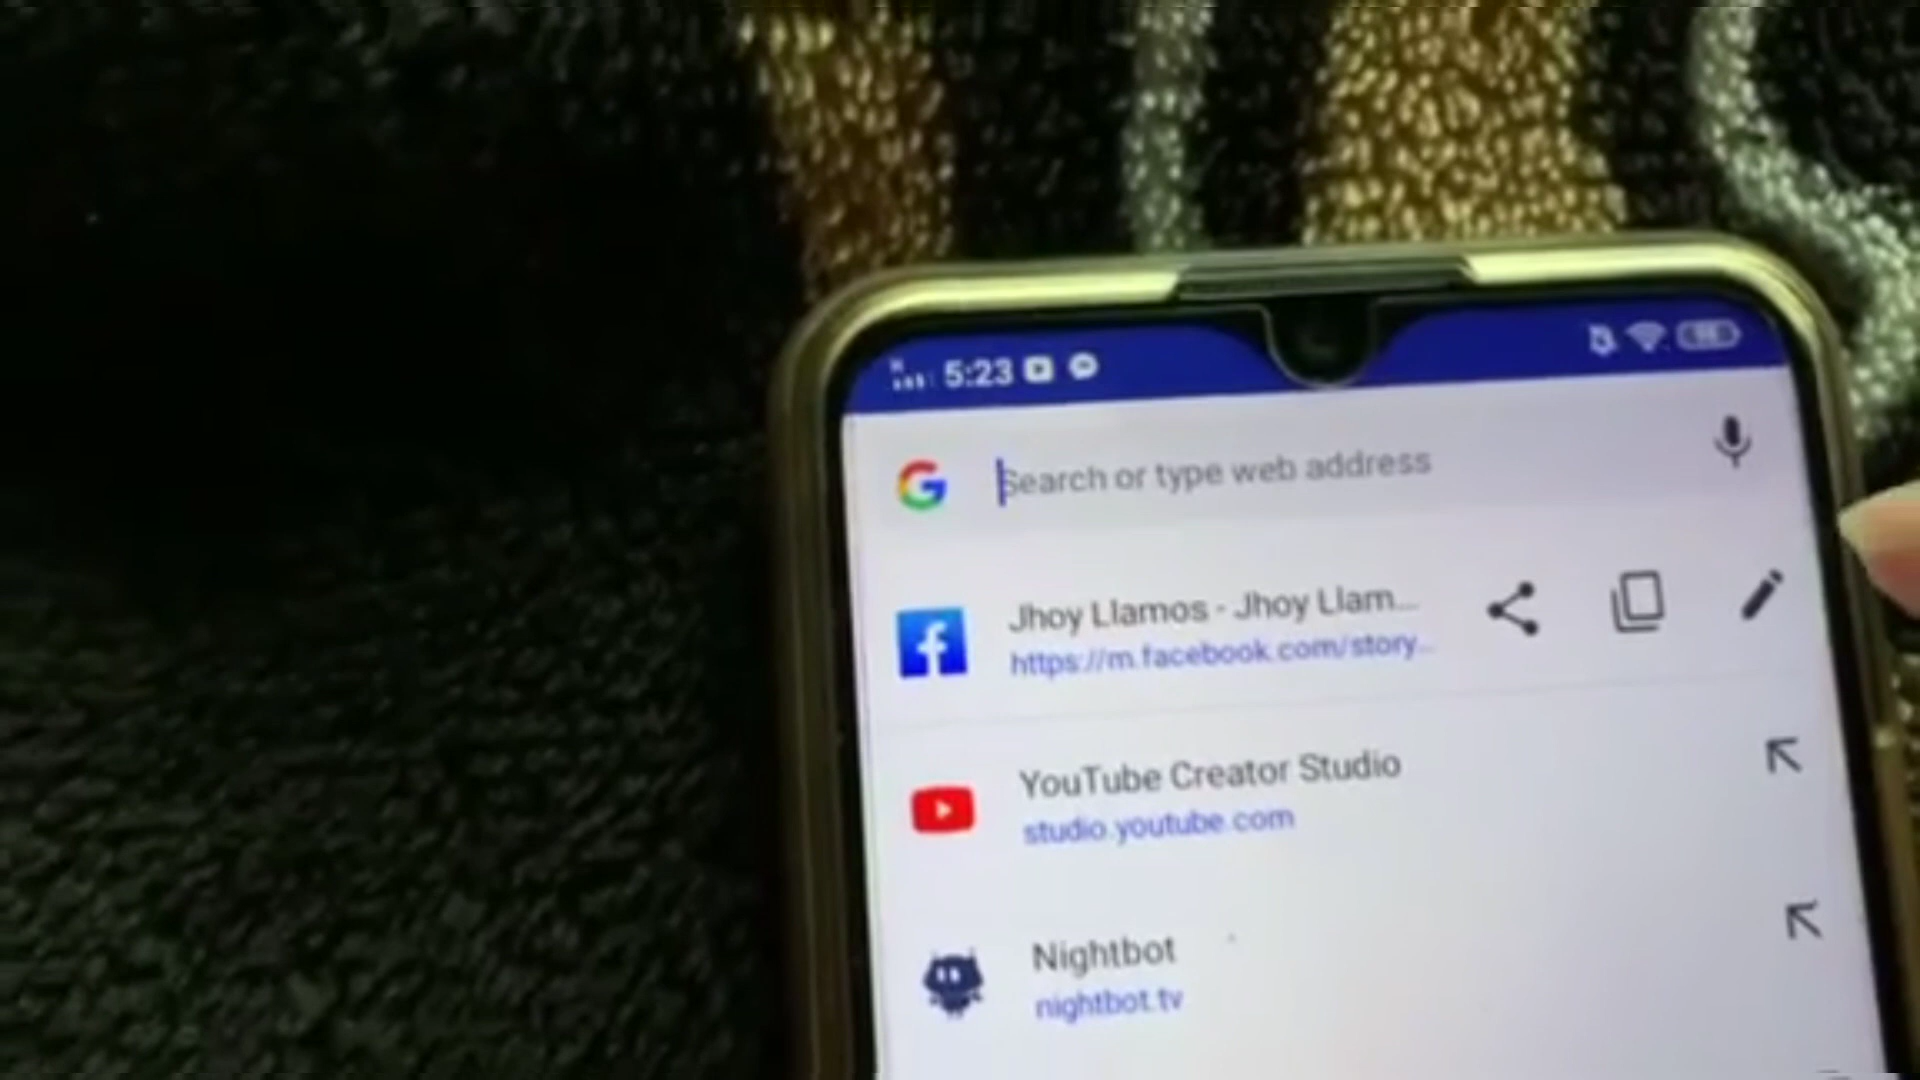 5:23
Search or type web address
Jhoy Llamos - Jhoy Llam...
https://m.facebook.com/story...
YouTube Creator Studio
studio.youtube.com
Nightbot
nightbot.tv